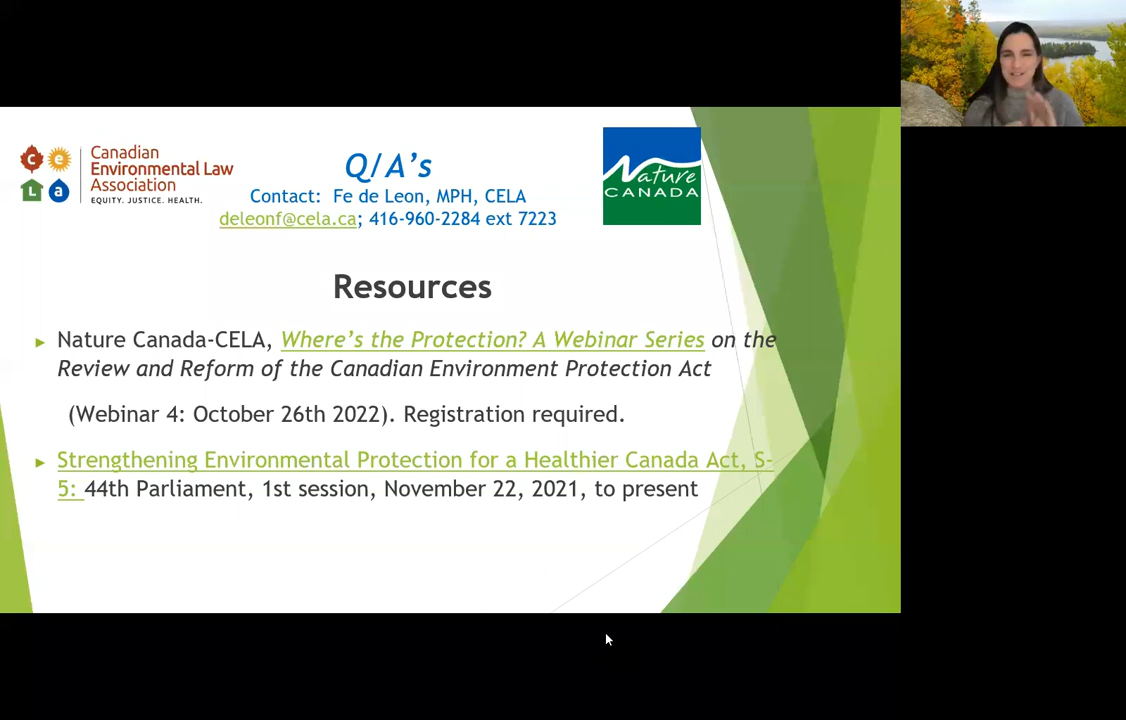 c e L a
Canadian
Environmental Law
Association
EQUITY. JUSTICE. HEALTH.
Q/A's
Contact:  Fe de Leon, MPH, CELA
deleonf@cela.ca; 416-960-2284 ext 7223
Nature
CANADA
Resources
Nature Canada-CELA, Where's the Protection? A Webinar Series on the
Review and Reform of the Canadian Environment Protection Act
(Webinar 4: October 26th 2022). Registration required.
Strengthening Environmental Protection for a Healthier Canada Act, S-
5: 44th Parliament, 1st session, November 22, 2021, to present